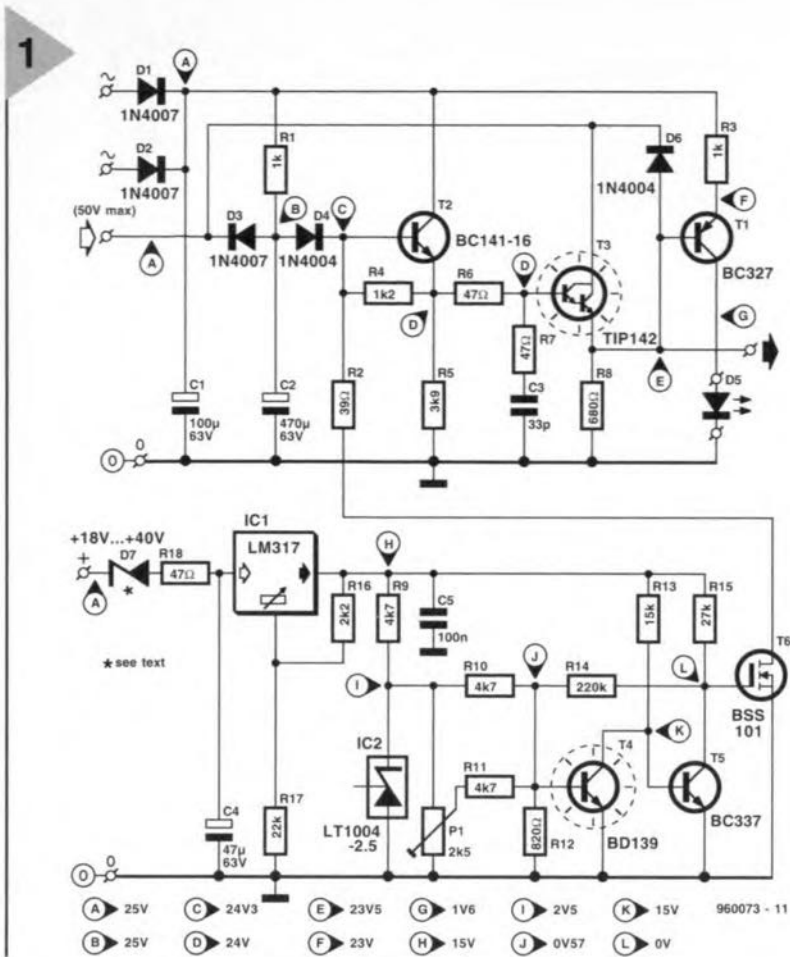 1
D1
A
1N4007
D2
1N4007
R1
1k
R3
1k
D6
1N4004
F
(50V max)
A
D3
1N4007
B
D4
1N4004
C
T2
BC141-16
T1
BC327
R4
1k2
R6
47Ω
D
T3
D
R7
47Ω
TIP142
G
E
D5
R2
39Ω
R5
3k9
R8
680Ω
C1
100µ
63V
C2
470µ
63V
C3
33p
0
0
IC1
+18V...+40V
LM317
+
D7
R18
47Ω
A
*
H
R16
2k2
R9
4k7
C5
100n
R13
15k
R15
27k
T6
* see text
I
R10
4k7
J
R14
220k
L
BSS
101
IC2
K
R11
4k7
T4
T5
BC337
C4
47µ
63V
R17
22k
LT1004
-2.5
P1
2k5
820Ω
R12
BD139
0
0
A 25V C 24V3 E 23V5 G 1V6 I 2V5 K 15V 960073 - 11
B 25V D 24V F 23V H 15V J 0V57 L 0V